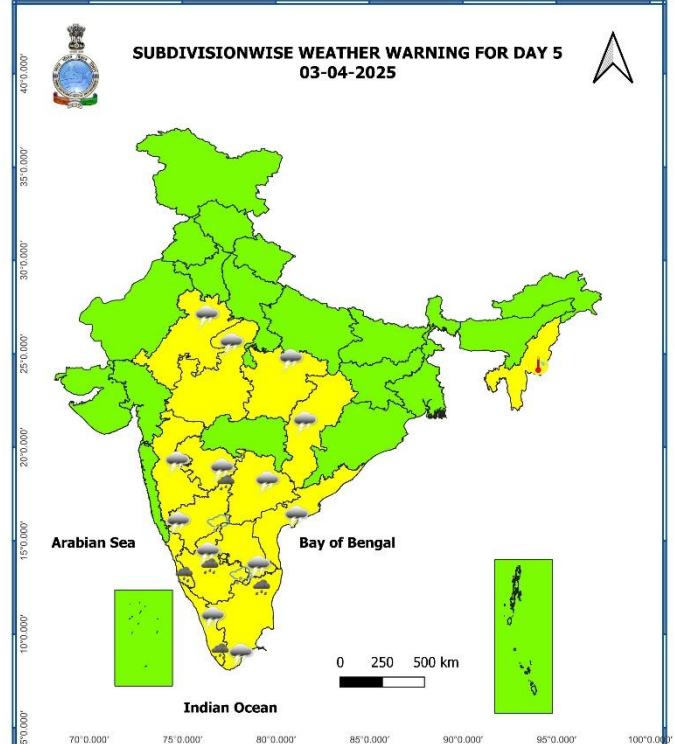 SUBDIVISIONWISE WEATHER WARNING FOR DAY 5
03-04-2025
40°0.000'
35°0.000'
30°0.000'
25°0.000'
20°0.000'
15°0.000'
10°0.000'
5°0.000'
Arabian Sea
Bay of Bengal
0 250 500 km
Indian Ocean
70°0.000' 75°0.000' 80°0.000' 85°0.000' 90°0.000' 95°0.000' 100°0.000'